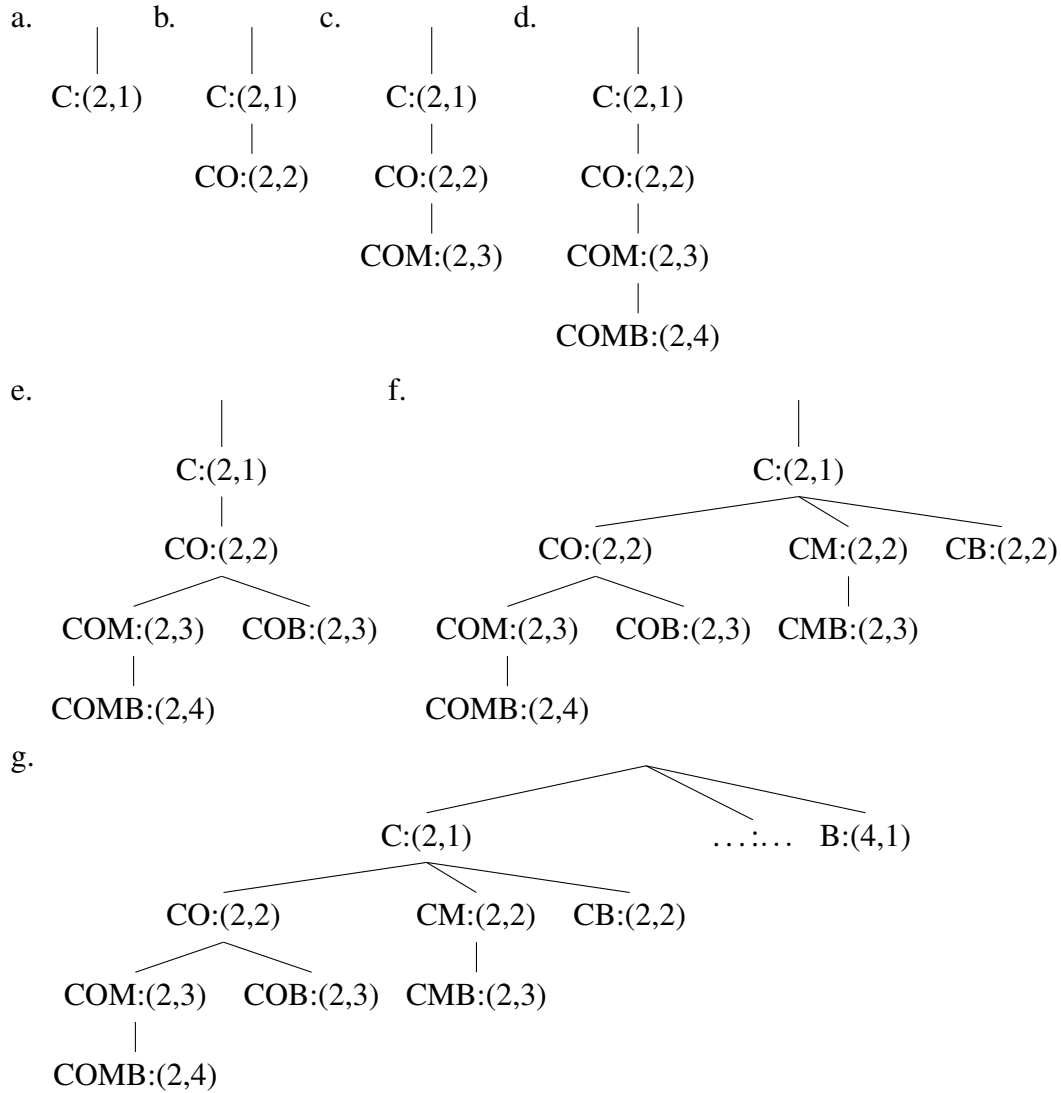 a. b. c. d.
C:(2,1) C:(2,1) C:(2,1) C:(2,1)
CO:(2,2) CO:(2,2) CO:(2,2)
COM:(2,3) COM:(2,3)
COMB:(2,4)
e. f.
C:(2,1) C:(2,1)
CO:(2,2) CO:(2,2) CM:(2,2) CB:(2,2)
COM:(2,3) COB:(2,3) COM:(2,3) COB:(2,3) CMB:(2,3)
COMB:(2,4) COMB:(2,4)
g.
C:(2,1) ...:... B:(4,1)
CO:(2,2) CM:(2,2) CB:(2,2)
COM:(2,3) COB:(2,3) CMB:(2,3)
COMB:(2,4)